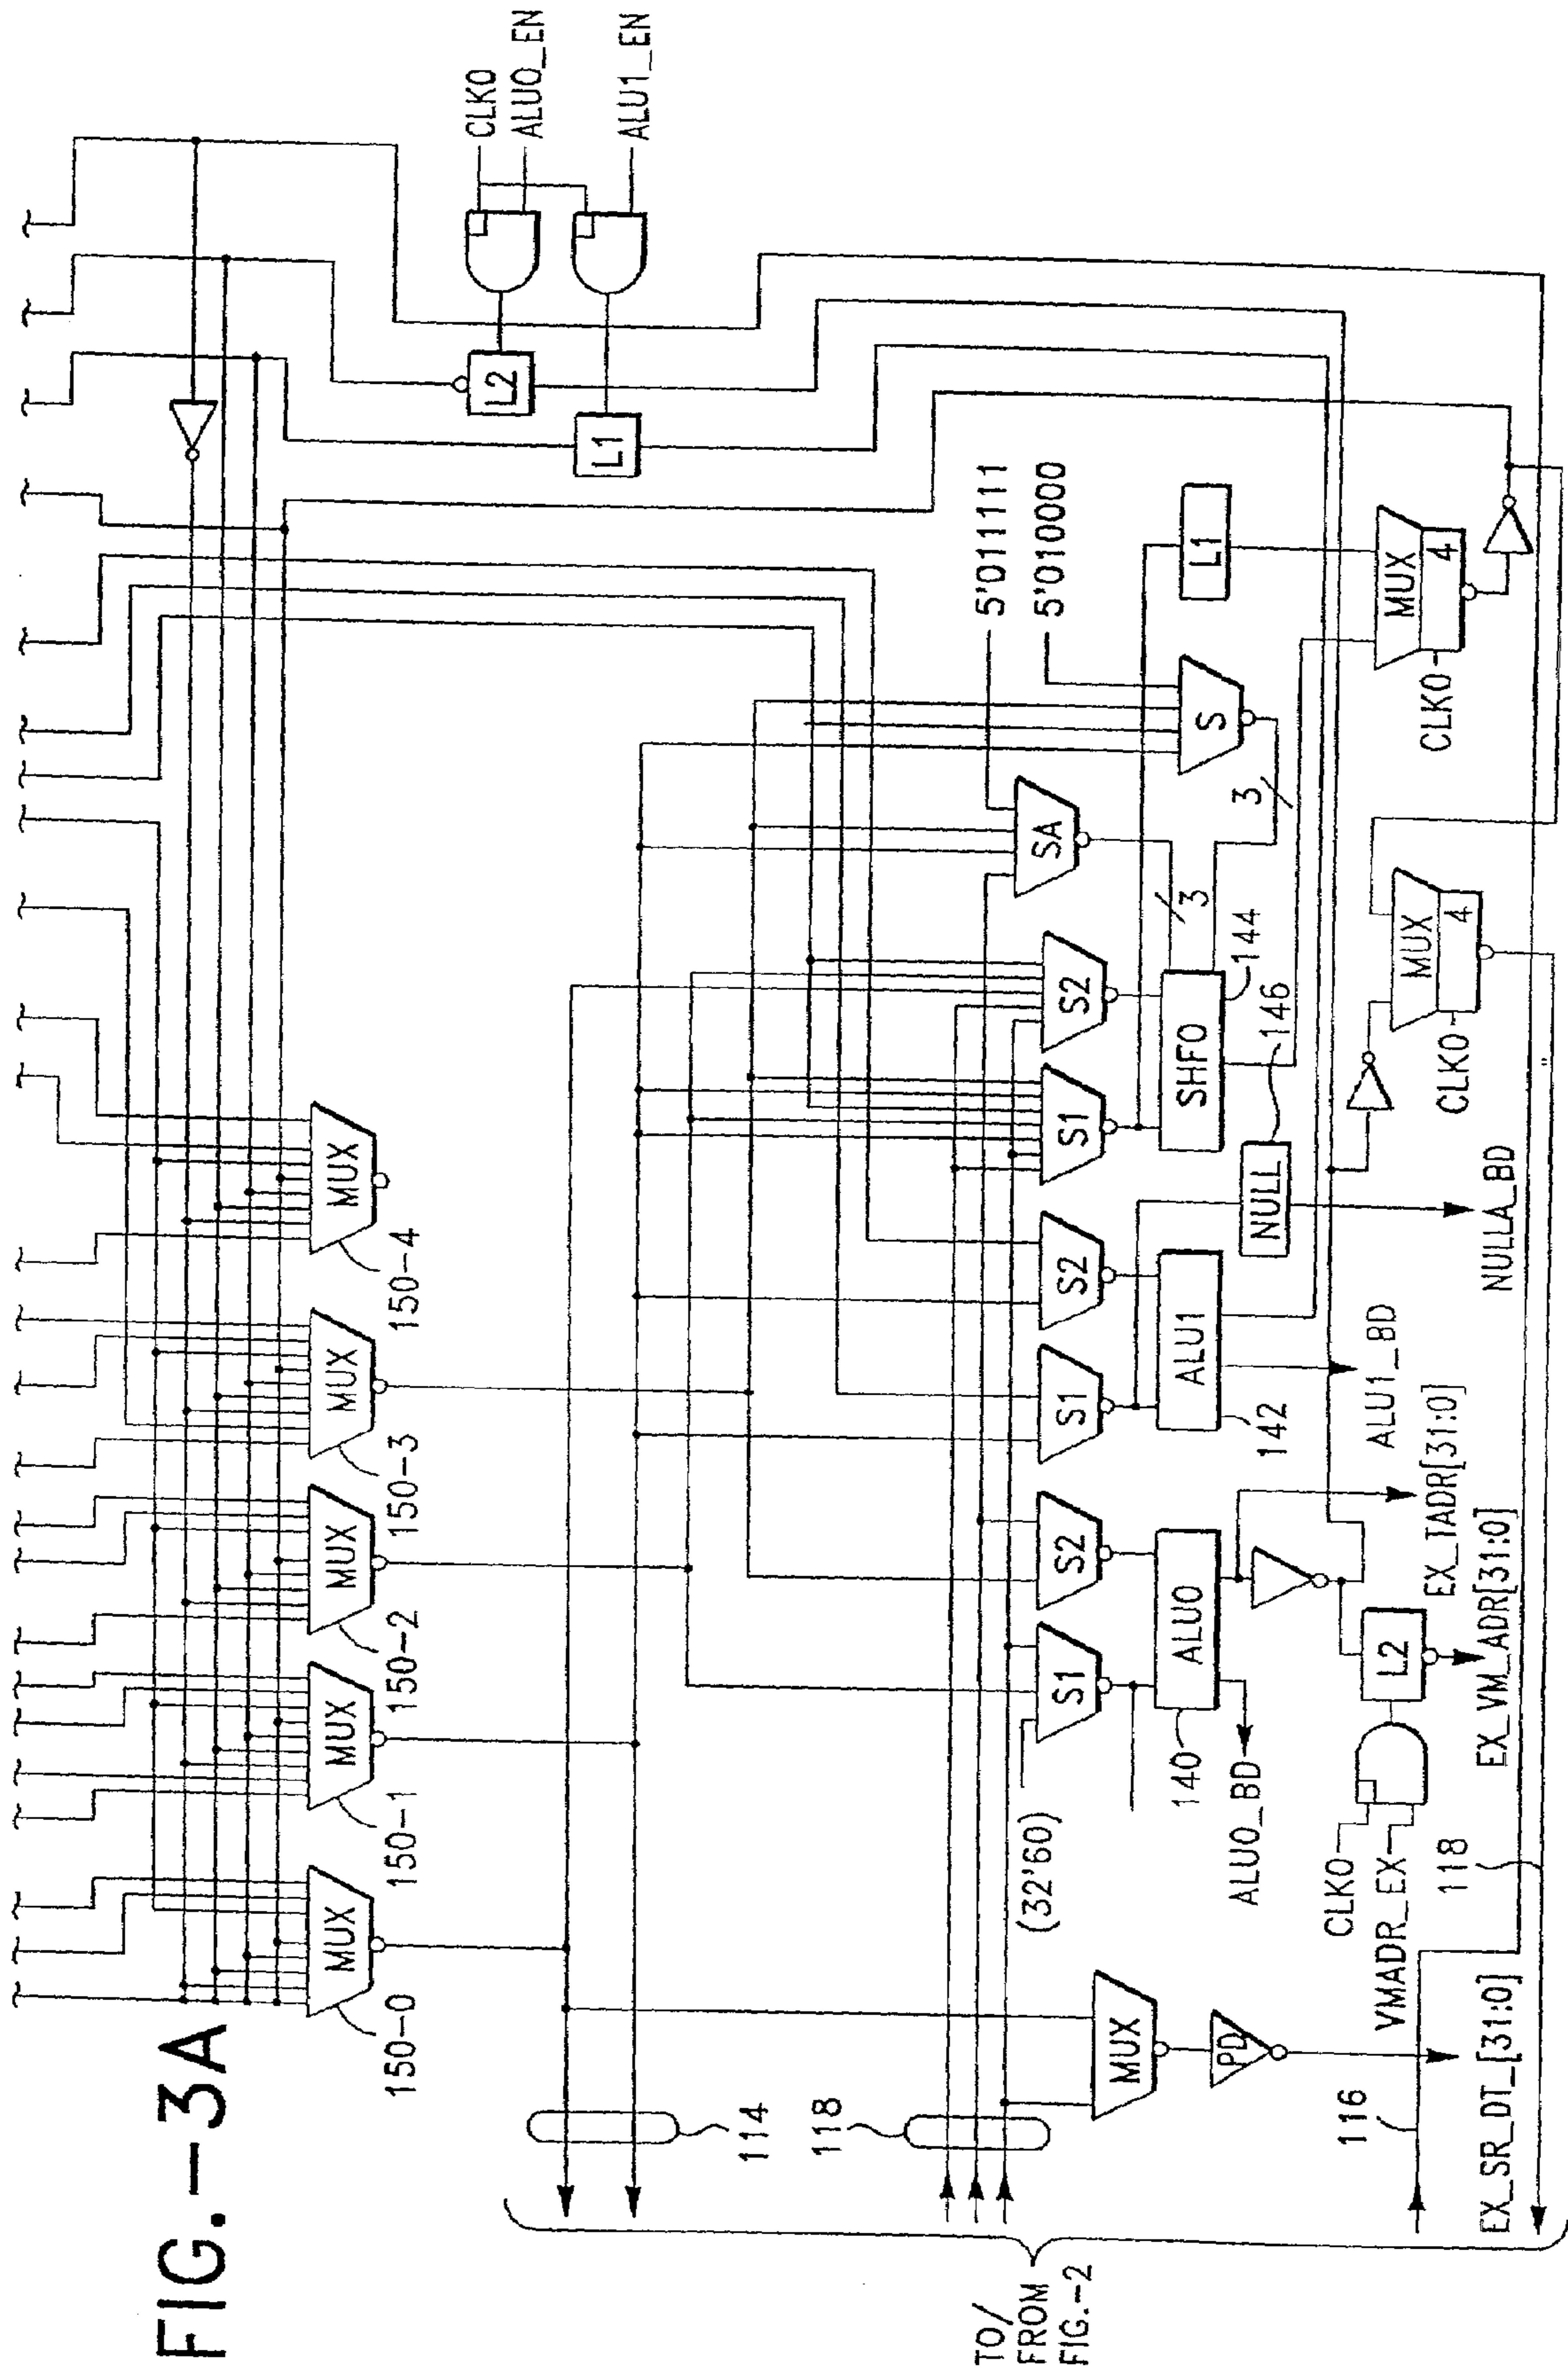 FIG.-3A
CLK0
ALU0_EN
ALU1_EN
L2
L1
MUX
MUX
MUX
MUX
MUX
150-0
150-1
150-2
150-3
150-4
114
118
TO/
FROM
FIG.-2
5'011111
5'010000
(32'60)
S1
S2
S1
S2
S1
S2
SA
S
L1
3
3
MUX
PD
ALU0
140
ALU0_BD
ALU1
142
ALU1_BD
SHF0
144
NULL
146
NULLA_BD
MUX
4
CLK0
MUX
4
CLK0
L2
CLK0
VMADR_EX
EX_TADR[31:0]
EX_VM_ADR[31:0]
116
118
EX_SR_DT_[31:0]